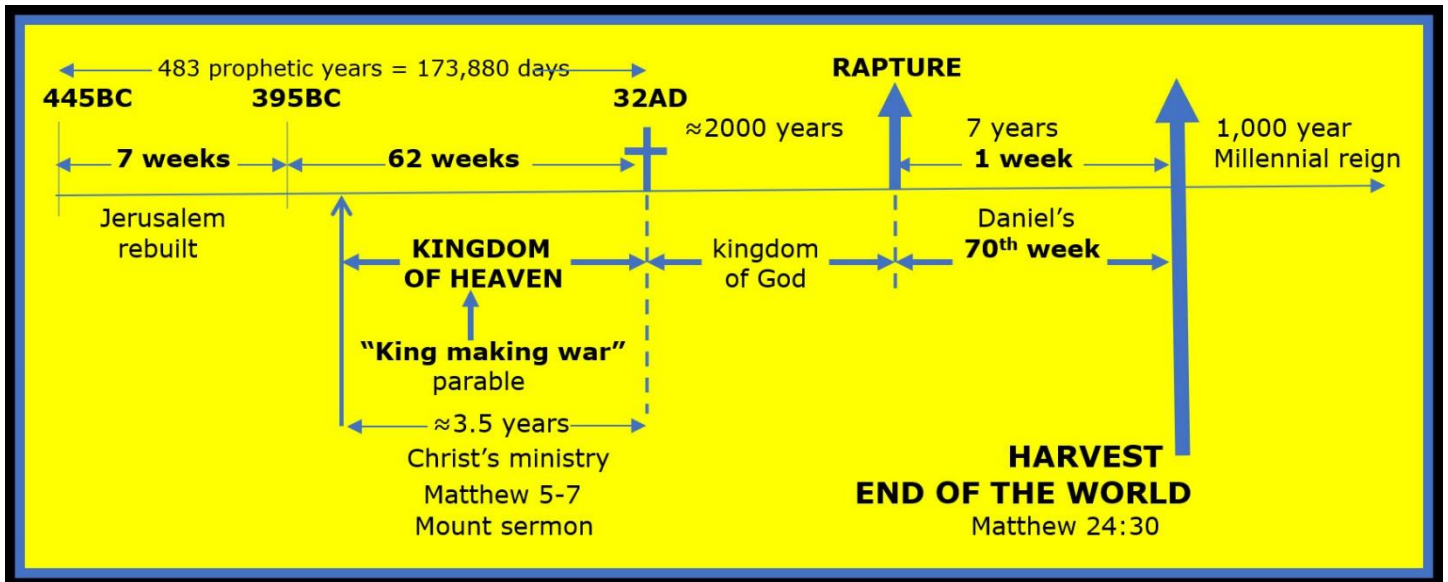 483 prophetic years = 173,880 days
445BC 395BC 32AD RAPTURE
≈2000 years 7 years 1,000 year
7 weeks 62 weeks 1 week Millennial reign
Jerusalem
rebuilt
KINGDOM
OF HEAVEN
kingdom
of God
Daniel’s
70th week
“King making war”
parable
≈3.5 years
Christ’s ministry
Matthew 5-7
Mount sermon
HARVEST
END OF THE WORLD
Matthew 24:30